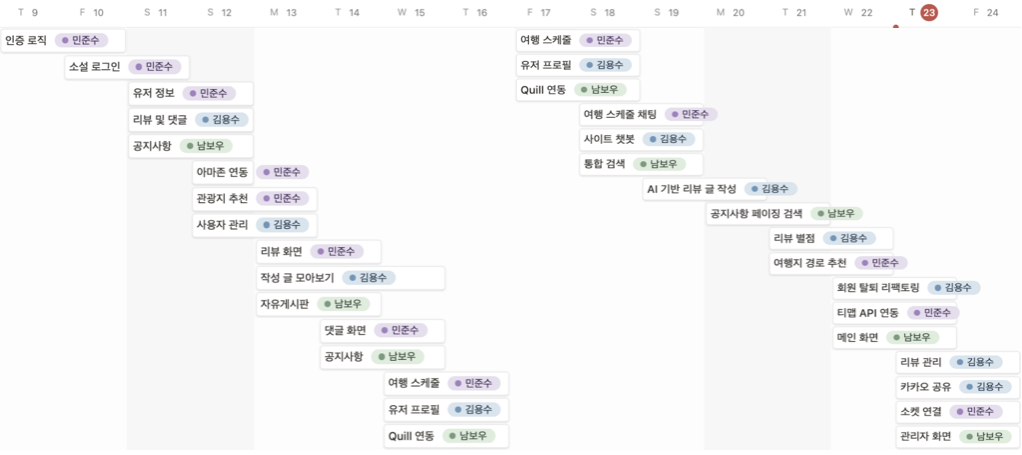 T 9 F 10 S 11 S 12 M 13 T 14 W 15 T 16 F 17 S 18 S 19 M 20 T 21 W 22 T 23 F 24
인증 로직 민준수
소셜 로그인 민준수
유저 정보 민준수
리뷰 및 댓글 김용수
공지사항 남보우
아마존 연동 민준수
관광지 추천 민준수
사용자 관리 김용수
리뷰 화면 민준수
작성 글 모아보기 김용수
자유게시판 남보우
댓글 화면 민준수
공지사항 남보우
여행 스케줄 민준수
유저 프로필 김용수
Quill 연동 남보우
여행 스케줄 민준수
유저 프로필 김용수
Quill 연동 남보우
여행 스케줄 채팅 민준수
사이트 챗봇 김용수
통합 검색 남보우
AI 기반 리뷰 글 작성 김용수
공지사항 페이징 검색 남보우
리뷰 별점 김용수
여행지 경로 추천 민준수
회원 탈퇴 리팩토링 김용수
티맵 API 연동 민준수
메인 화면 남보우
리뷰 관리 김용수
카카오 공유 김용수
소켓 연결 민준수
관리자 화면 남보우